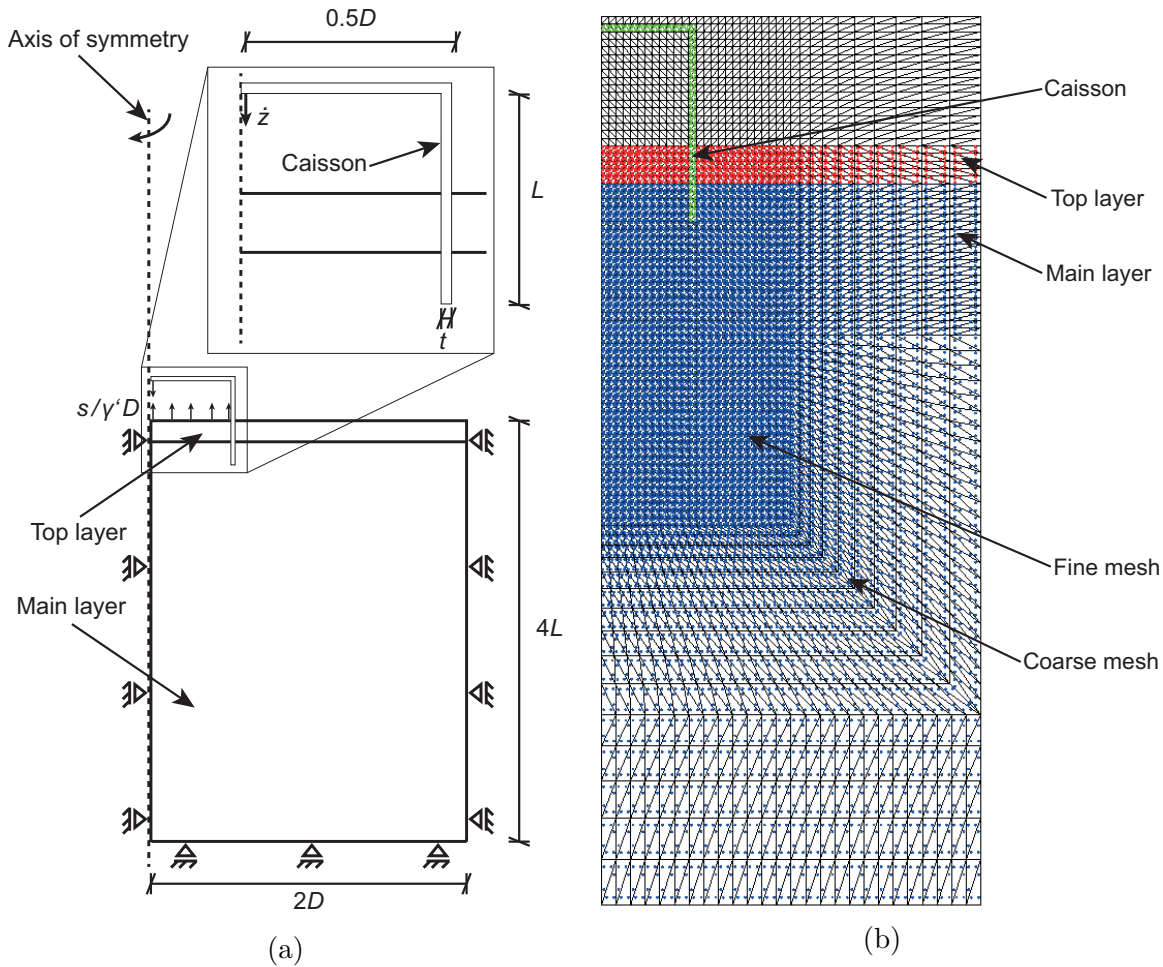 0.5D
Axis of symmetry
ż
Caisson
L
t
s/γ‘D
Top layer
Main layer
4L
2D
(a)
Caisson
Top layer
Main layer
Fine mesh
Coarse mesh
(b)